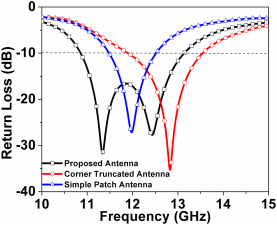 0
-10
-20
-30
-40
Return Loss (dB)
Proposed Antenna
Corner Truncated Antenna
Simple Patch Antenna
10 11 12 13 14 15
Frequency (GHz)